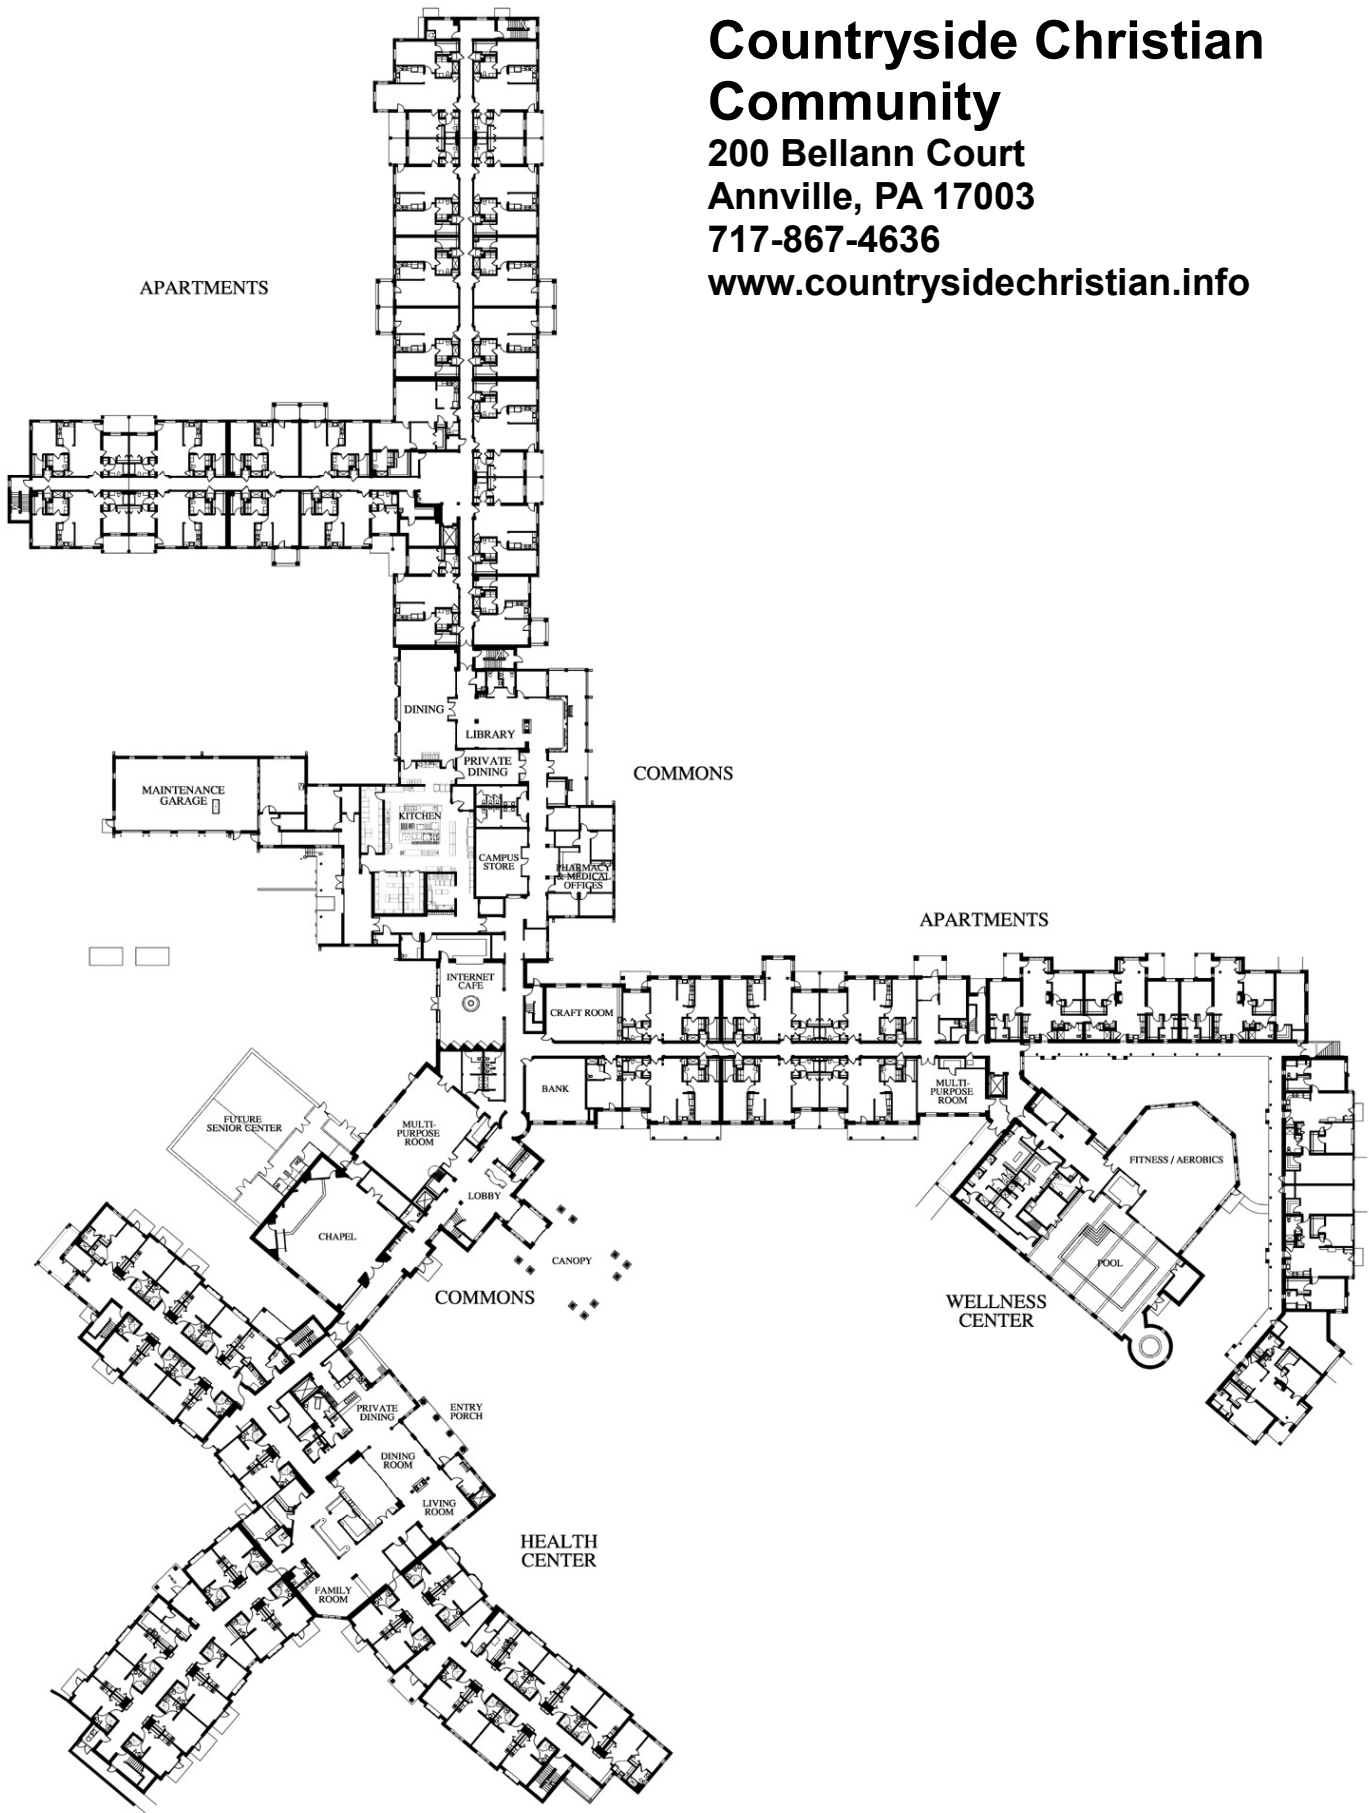 Countryside Christian
Community
200 Bellann Court
Annville, PA 17003
717-867-4636
www.countrysidechristian.info
APARTMENTS
DINING
LIBRARY
PRIVATE
DINING
COMMONS
MAINTENANCE
GARAGE
KITCHEN
CAMPUS
STORE
PHARMACY
& MEDICAL
OFFICES
APARTMENTS
INTERNET
CAFE
CRAFT ROOM
BANK
MULTI-
PURPOSE
ROOM
FUTURE
SENIOR CENTER
MULTI-
PURPOSE
ROOM
FITNESS / AEROBICS
LOBBY
CHAPEL
CANOPY
POOL
COMMONS
WELLNESS
CENTER
PRIVATE
DINING
ENTRY
PORCH
DINING
ROOM
LIVING
ROOM
HEALTH
CENTER
FAMILY
ROOM